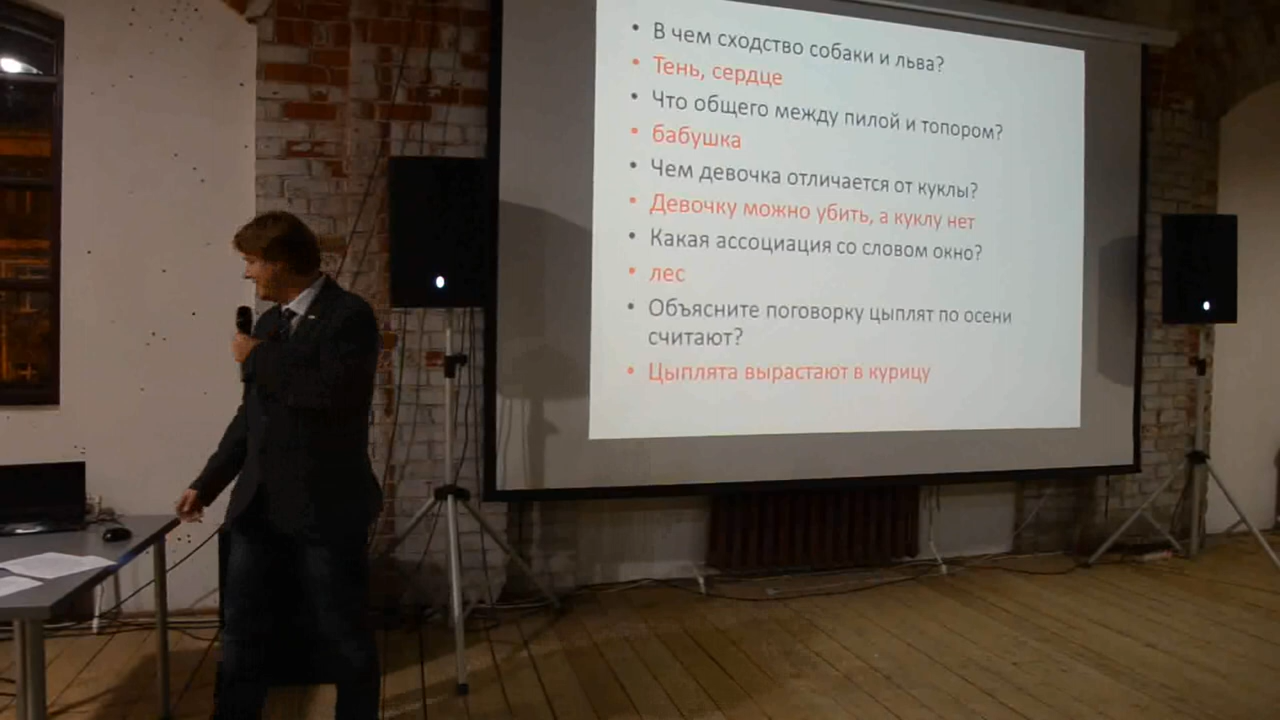 • В чем сходство собаки и льва?
• Тень, сердце
• Что общего между пилой и топором?
• бабушка
• Чем девочка отличается от куклы?
• Девочку можно убить, а куклу нет
• Какая ассоциация со словом окно?
• лес
• Объясните поговорку цыплят по осени
считают?
• Цыплята вырастают в курицу